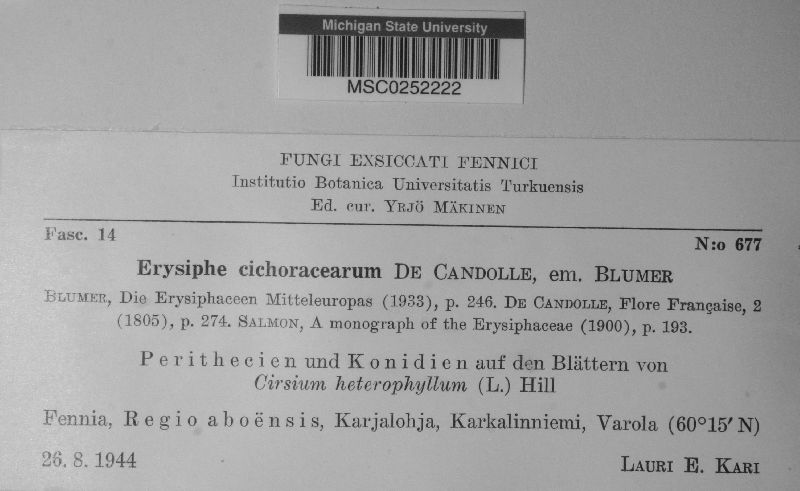 Michigan State University
MSC0252222
FUNGI EXSICCATI FENNICI
Institutio Botanica Universitatis Turkuensis
Ed. cur. YRJÖ MÄKINEN
Fasc. 14 N:o 677
Erysiphe cichoracearum DE CANDOLLE, em. BLUMER
BLUMER, Die Erysiphaceen Mitteleuropas (1933), p. 246. DE CANDOLLE, Flore Française, 2
(1805), p. 274. SALMON, A monograph of the Erysiphaceae (1900), p. 193.
Perithecien und Konidien auf den Blättern von
Cirsium heterophyllum (L.) Hill
Fennia, Regio aboënsis, Karjalohja, Karkalinniemi, Varola (60°15′ N)
26. 8. 1944 LAURI E. KARI